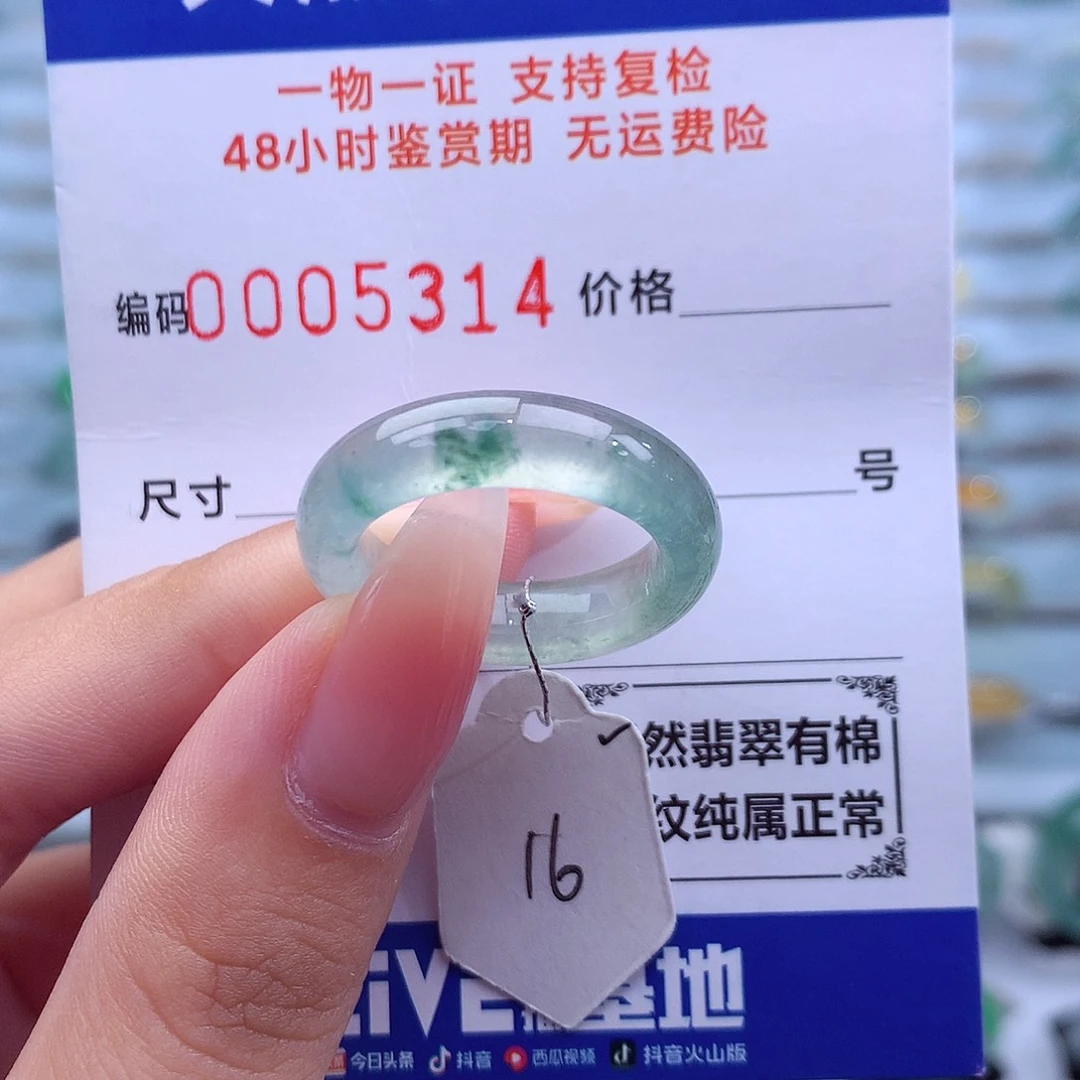 一物一证 支持复检
48小时鉴赏期 无运费险
编码0005314 价格
尺寸 号
然翡翠有棉
纹纯属正常
16
基地
今日头条 抖音 西瓜视频 抖音火山版